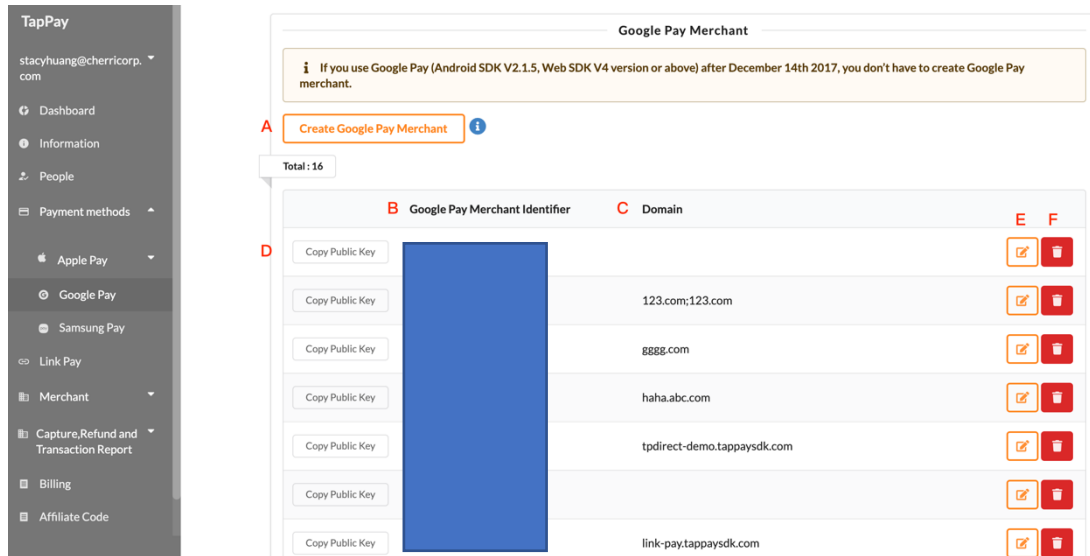 TapPay
stacyhuang@cherricorp.
com
Dashboard
Information
People
Payment methods
Apple Pay
Google Pay
Samsung Pay
Link Pay
Merchant
Capture,Refund and
Transaction Report
Billing
Affiliate Code
Google Pay Merchant
If you use Google Pay (Android SDK V2.1.5, Web SDK V4 version or above) after December 14th 2017, you don't have to create Google Pay
merchant.
A Create Google Pay Merchant
Total : 16
B Google Pay Merchant Identifier C Domain E F
D Copy Public Key
Copy Public Key 123.com;123.com
Copy Public Key gggg.com
Copy Public Key haha.abc.com
Copy Public Key tpdirect-demo.tappaysdk.com
Copy Public Key
Copy Public Key link-pay.tappaysdk.com